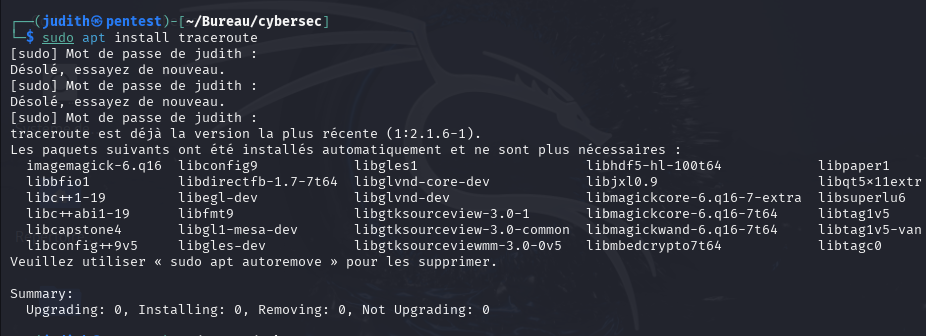 ┌──(judith㉿pentest)-[~/Bureau/cybersec]
└─$ sudo apt install traceroute
[sudo] Mot de passe de judith :
Désolé, essayez de nouveau.
[sudo] Mot de passe de judith :
Désolé, essayez de nouveau.
[sudo] Mot de passe de judith :
traceroute est déjà la version la plus récente (1:2.1.6-1).
Les paquets suivants ont été installés automatiquement et ne sont plus nécessaires :
  imagemagick-6.q16  libconfig9  libgles1  libhdf5-hl-100t64  libpaper1
  libbfio1  libdirectfb-1.7-7t64  libglvnd-core-dev  libjxl0.9  libqt5x11extr
  libc++1-19  libegl-dev  libglvnd-dev  libmagickcore-6.q16-7-extra  libsuperlu6
  libc++abi1-19  libfmt9  libgtksourceview-3.0-1  libmagickcore-6.q16-7t64  libtag1v5
  libcapstone4  libgl1-mesa-dev  libgtksourceview-3.0-common  libmagickwand-6.q16-7t64  libtag1v5-van
  libconfig++9v5  libgles-dev  libgtksourceviewmm-3.0-0v5  libmbedcrypto7t64  libtagc0
Veuillez utiliser « sudo apt autoremove » pour les supprimer.
Summary:
  Upgrading: 0, Installing: 0, Removing: 0, Not Upgrading: 0